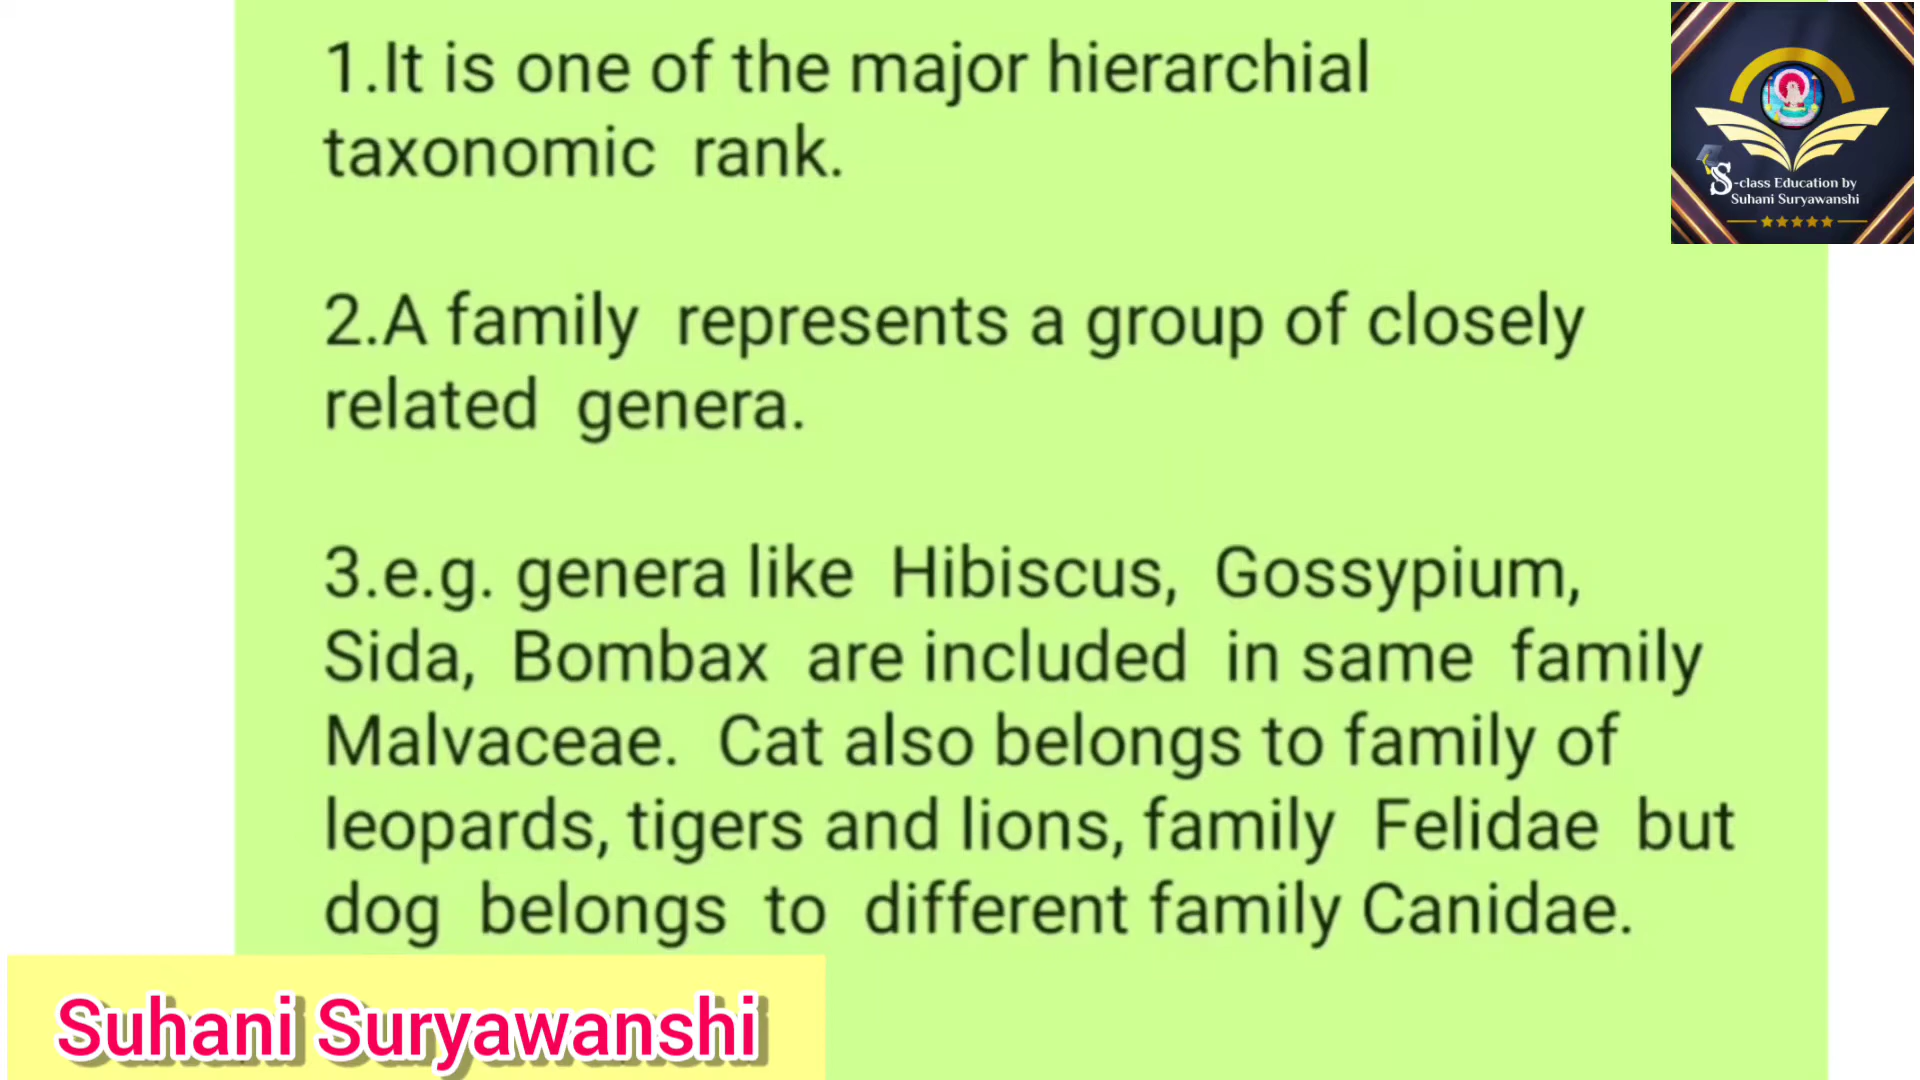 1.It is one of the major hierarchial
taxonomic rank.
2.A family represents a group of closely
related genera.
3.e.g. genera like Hibiscus, Gossypium,
Sida, Bombax are included in same family
Malvaceae. Cat also belongs to family of
leopards, tigers and lions, family Felidae but
dog belongs to different family Canidae.
S-class Education by
Suhani Suryawanshi
Suhani Suryawanshi